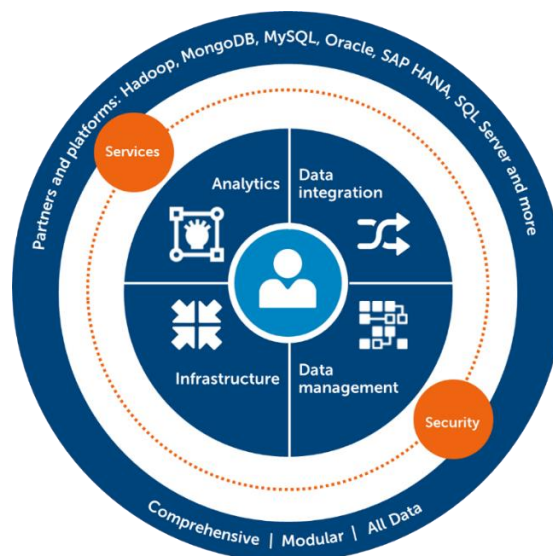 Partners and platforms: Hadoop, MongoDB, MySQL, Oracle, SAP HANA, SQL Server and more
Services
Analytics
Data
integration
Infrastructure
Data
management
Security
Comprehensive | Modular | All Data